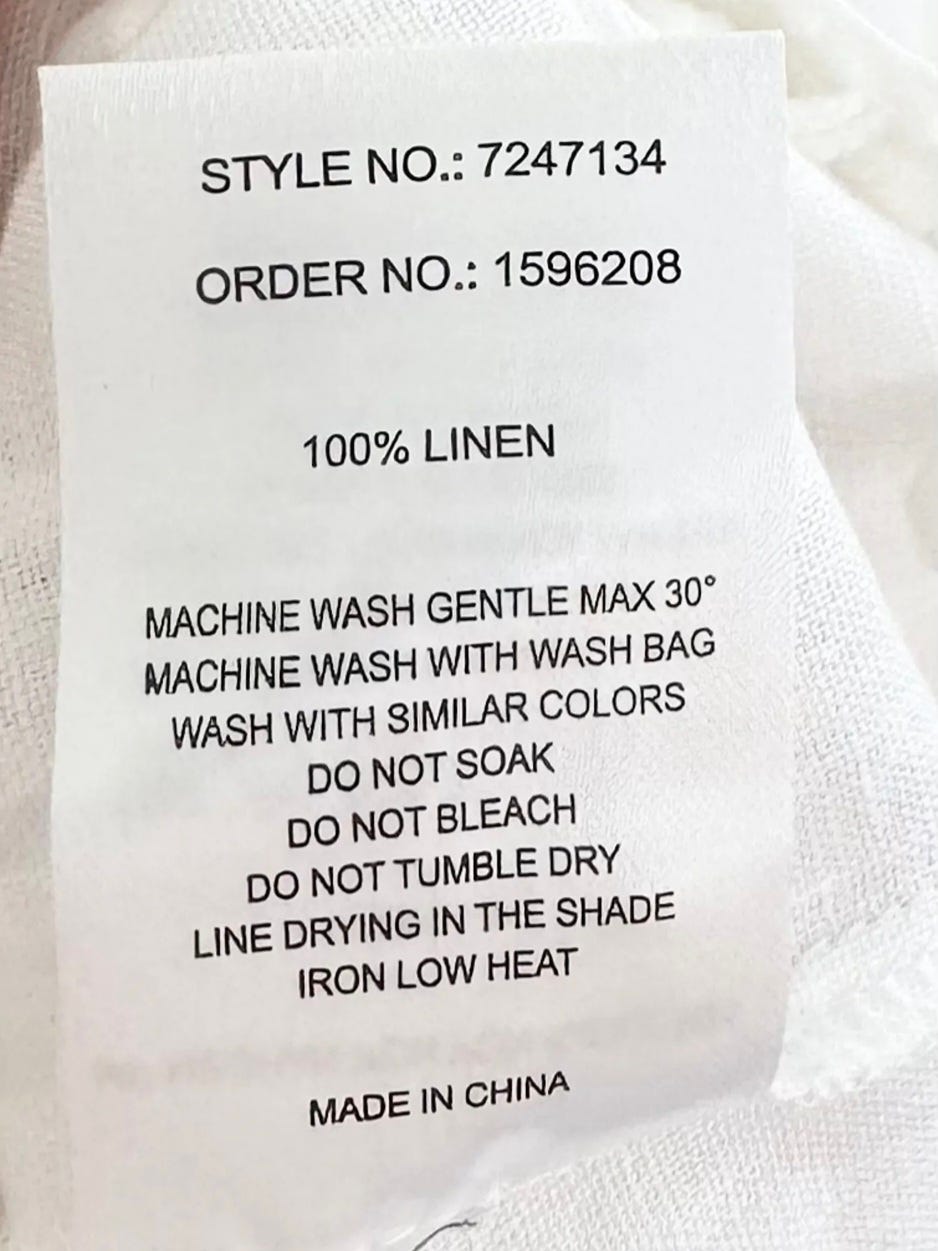 STYLE NO.: 7247134
ORDER NO.: 1596208
100% LINEN
MACHINE WASH GENTLE MAX 30°
MACHINE WASH WITH WASH BAG
WASH WITH SIMILAR COLORS
DO NOT SOAK
DO NOT BLEACH
DO NOT TUMBLE DRY
LINE DRYING IN THE SHADE
IRON LOW HEAT
MADE IN CHINA